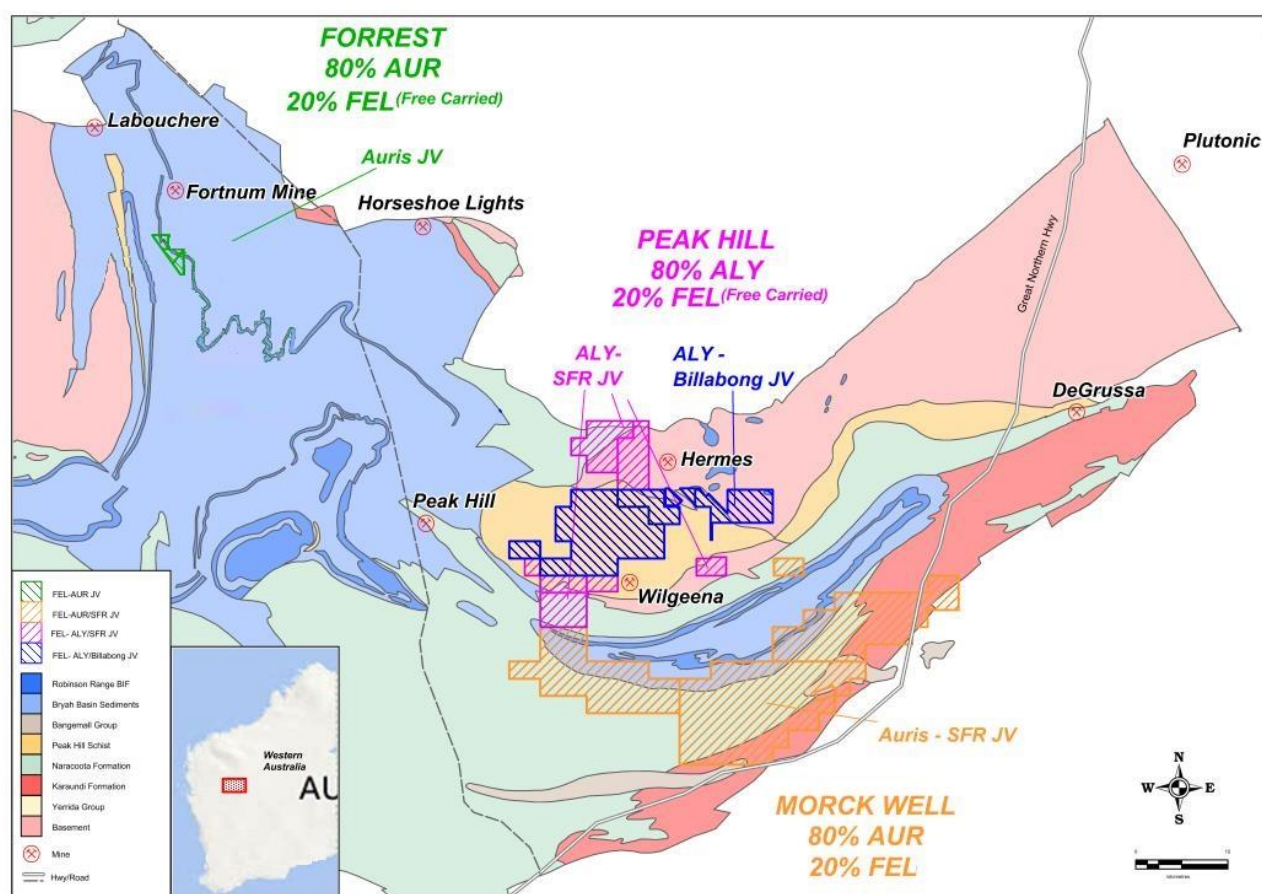 FORREST
80% AUR
20% FEL (Free Carried)
Labouchere
Plutonic
Auris JV
Fortnum Mine
Horseshoe Lights
PEAK HILL
80% ALY
20% FEL (Free Carried)
Great Northern Hwy
ALY-
SFR JV
ALY -
Billabong JV
DeGrussa
Hermes
Peak Hill
Wilgeena
Auris - SFR JV
MORCK WELL
80% AUR
20% FEL
FEL-AUR JV
FEL-AUR/SFR JV
FEL- ALY/SFR JV
FEL- ALY/Billabong JV
Robinson Range BIF
Bryah Basin Sediments
Bangemall Group
Peak Hill Schist
Naracoota Formation
Karaundi Formation
Yerrida Group
Basement
Mine
Hwy/Road
Western
Australia
AU
N
W E
S
0 10
kilometres